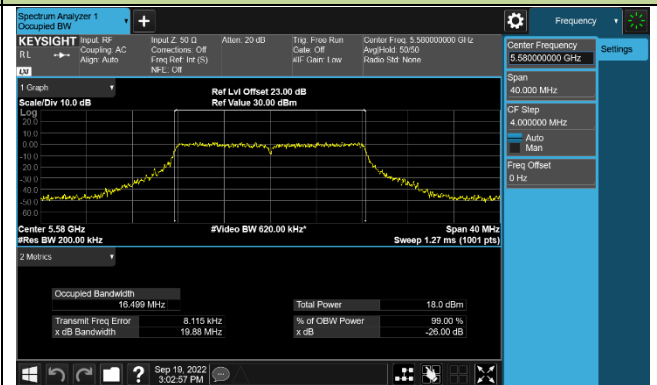 Spectrum Analyzer 1
Occupied BW
Frequency
KEYSIGHT
RL
LXI
Input: RF
Coupling: AC
Align: Auto
Input Z: 50 Ω
Corrections: Off
Freq Ref: Int (S)
NFE: Off
Atten: 20 dB
Trig: Free Run
Gate: Off
#IF Gain: Low
Center Freq: 5.580000000 GHz
Avg|Hold: 50/50
Radio Std: None
Center Frequency
5.580000000 GHz
Settings
Span
40.000 MHz
CF Step
4.000000 MHz
Auto
Man
Freq Offset
0 Hz
1 Graph
Scale/Div 10.0 dB
Ref Lvl Offset 23.00 dB
Ref Value 30.00 dBm
Log
20.0
10.0
0.00
-10.0
-20.0
-30.0
-40.0
-50.0
-60.0
Center 5.58 GHz
#Res BW 200.00 kHz
#Video BW 620.00 kHz*
Span 40 MHz
Sweep 1.27 ms (1001 pts)
2 Metrics
Occupied Bandwidth
16.499 MHz
Total Power 18.0 dBm
Transmit Freq Error 8.115 kHz
% of OBW Power 99.00 %
x dB Bandwidth 19.88 MHz
x dB -26.00 dB
Sep 19, 2022
3:02:57 PM